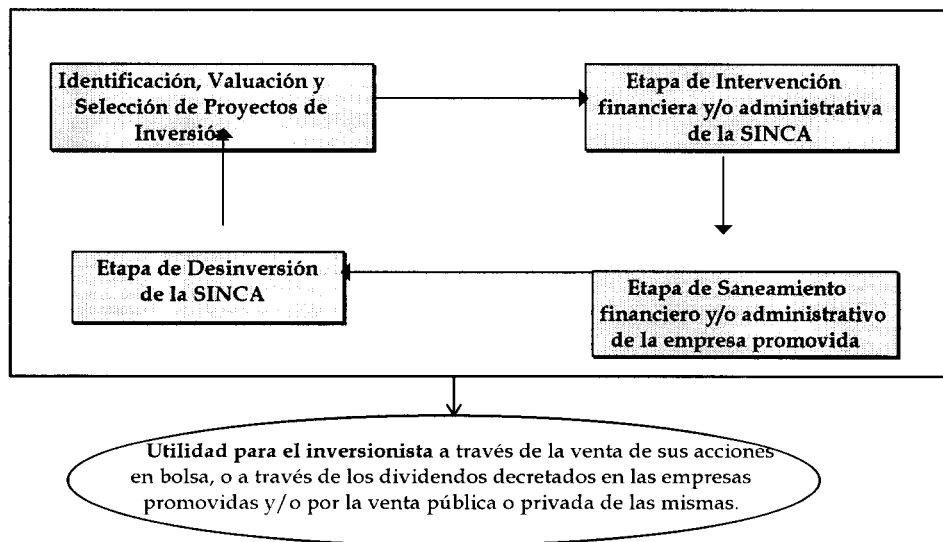 Identificación, Valuación y
Selección de Proyectos de
Inversión
Etapa de Intervención
financiera y/o administrativa
de la SINCA
Etapa de Desinversión
de la SINCA
Etapa de Saneamiento
financiero y/o administrativo
de la empresa promovida
Utilidad para el inversionista a través de la venta de sus acciones
en bolsa, o a través de los dividendos decretados en las empresas
promovidas y/o por la venta pública o privada de las mismas.